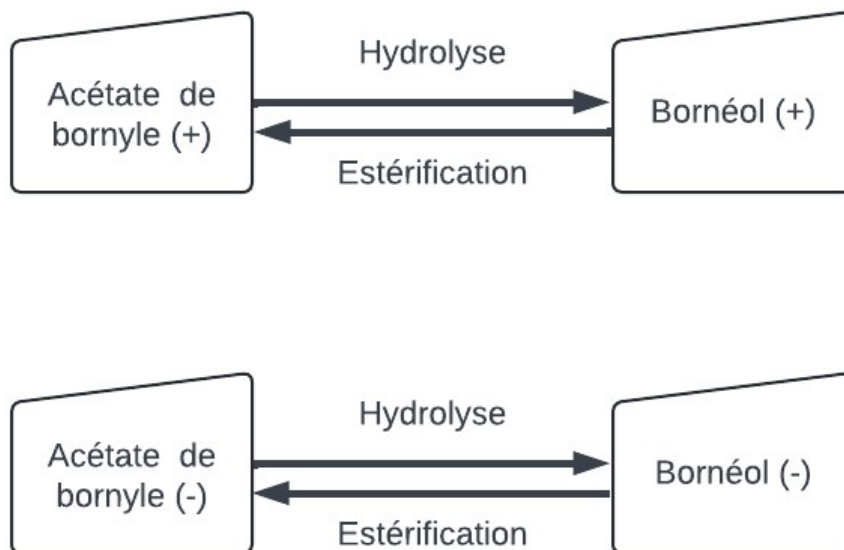 Hydrolyse
Acétate de
bornyle (+)
Bornéol (+)
Estérification
Hydrolyse
Acétate de
bornyle (-)
Bornéol (-)
Estérification